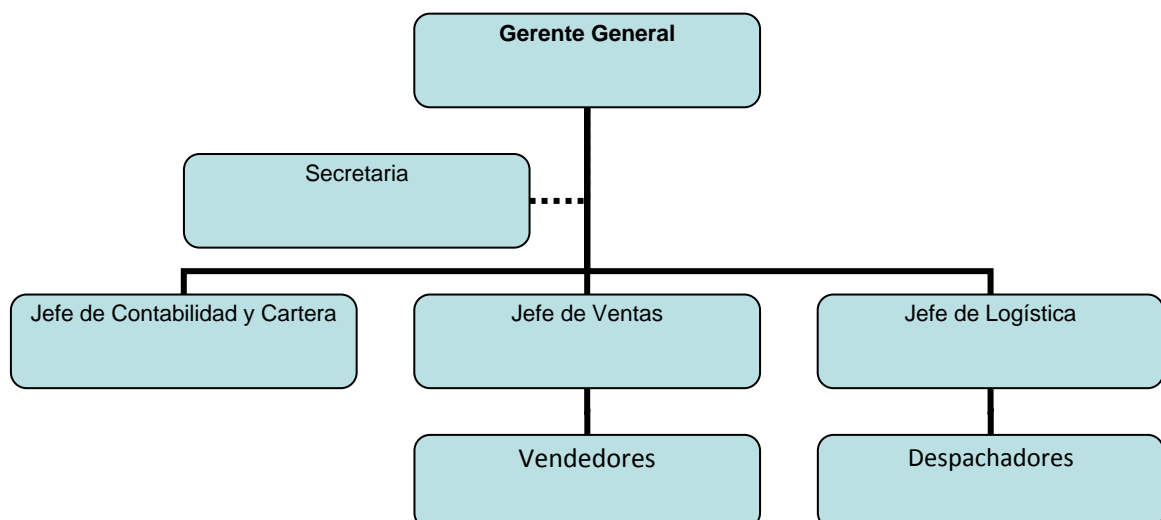 Gerente General
Secretaria
Jefe de Contabilidad y Cartera
Jefe de Ventas
Jefe de Logística
Vendedores
Despachadores